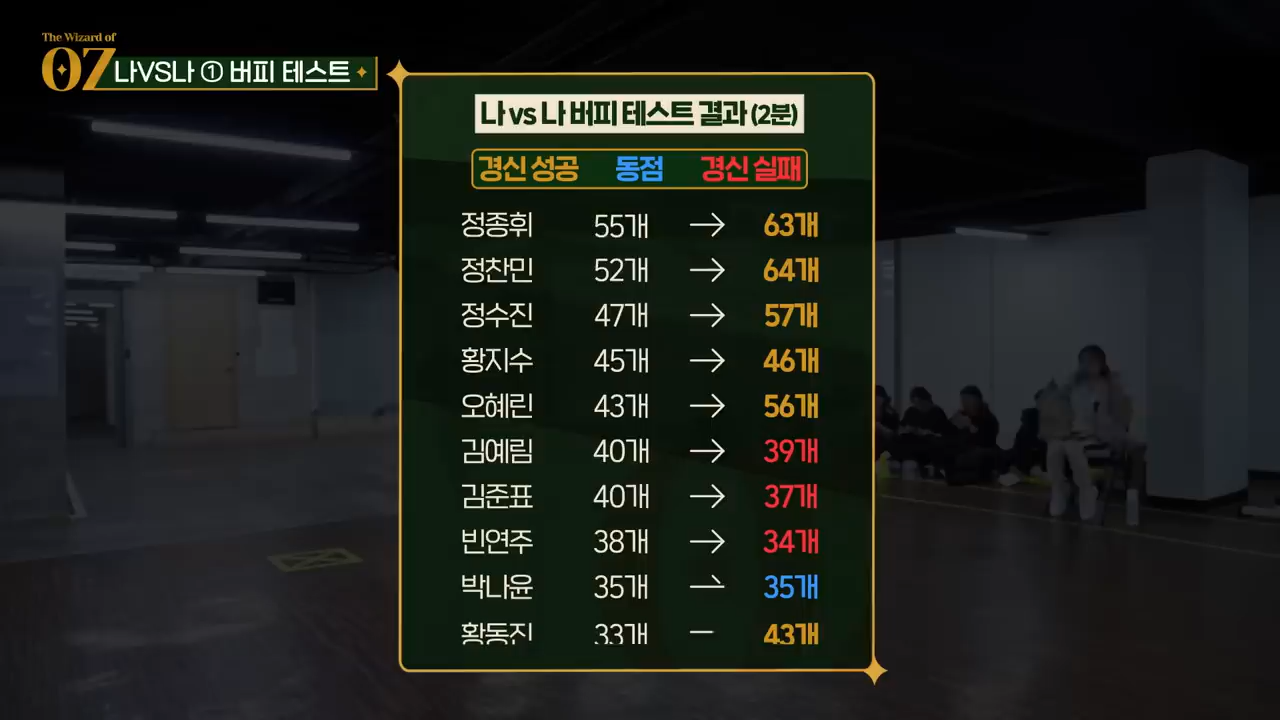 The Wizard of
OZ
나VS나 ① 버피 테스트
나 vs 나 버피 테스트 결과 (2분)
경신 성공 동점 경신 실패
정종휘 55개 → 63개
정찬민 52개 → 64개
정수진 47개 → 57개
황지수 45개 → 46개
오혜린 43개 → 56개
김예림 40개 → 39개
김준표 40개 → 37개
빈연주 38개 → 34개
박나윤 35개 → 35개
황동진 33개 43개